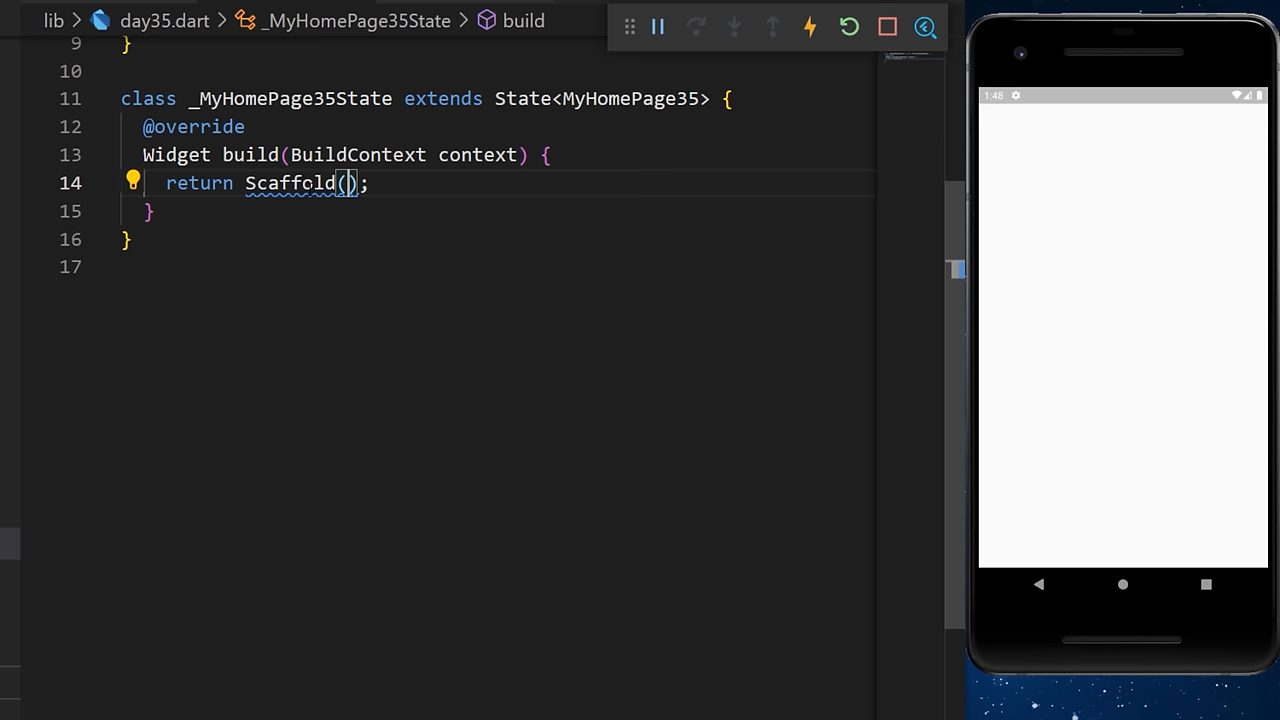 lib > day35.dart > _MyHomePage35State > build
9 }
10
11 class _MyHomePage35State extends State<MyHomePage35> {
12 @override
13 Widget build(BuildContext context) {
14 return Scaffold();
15 }
16 }
17
1:48